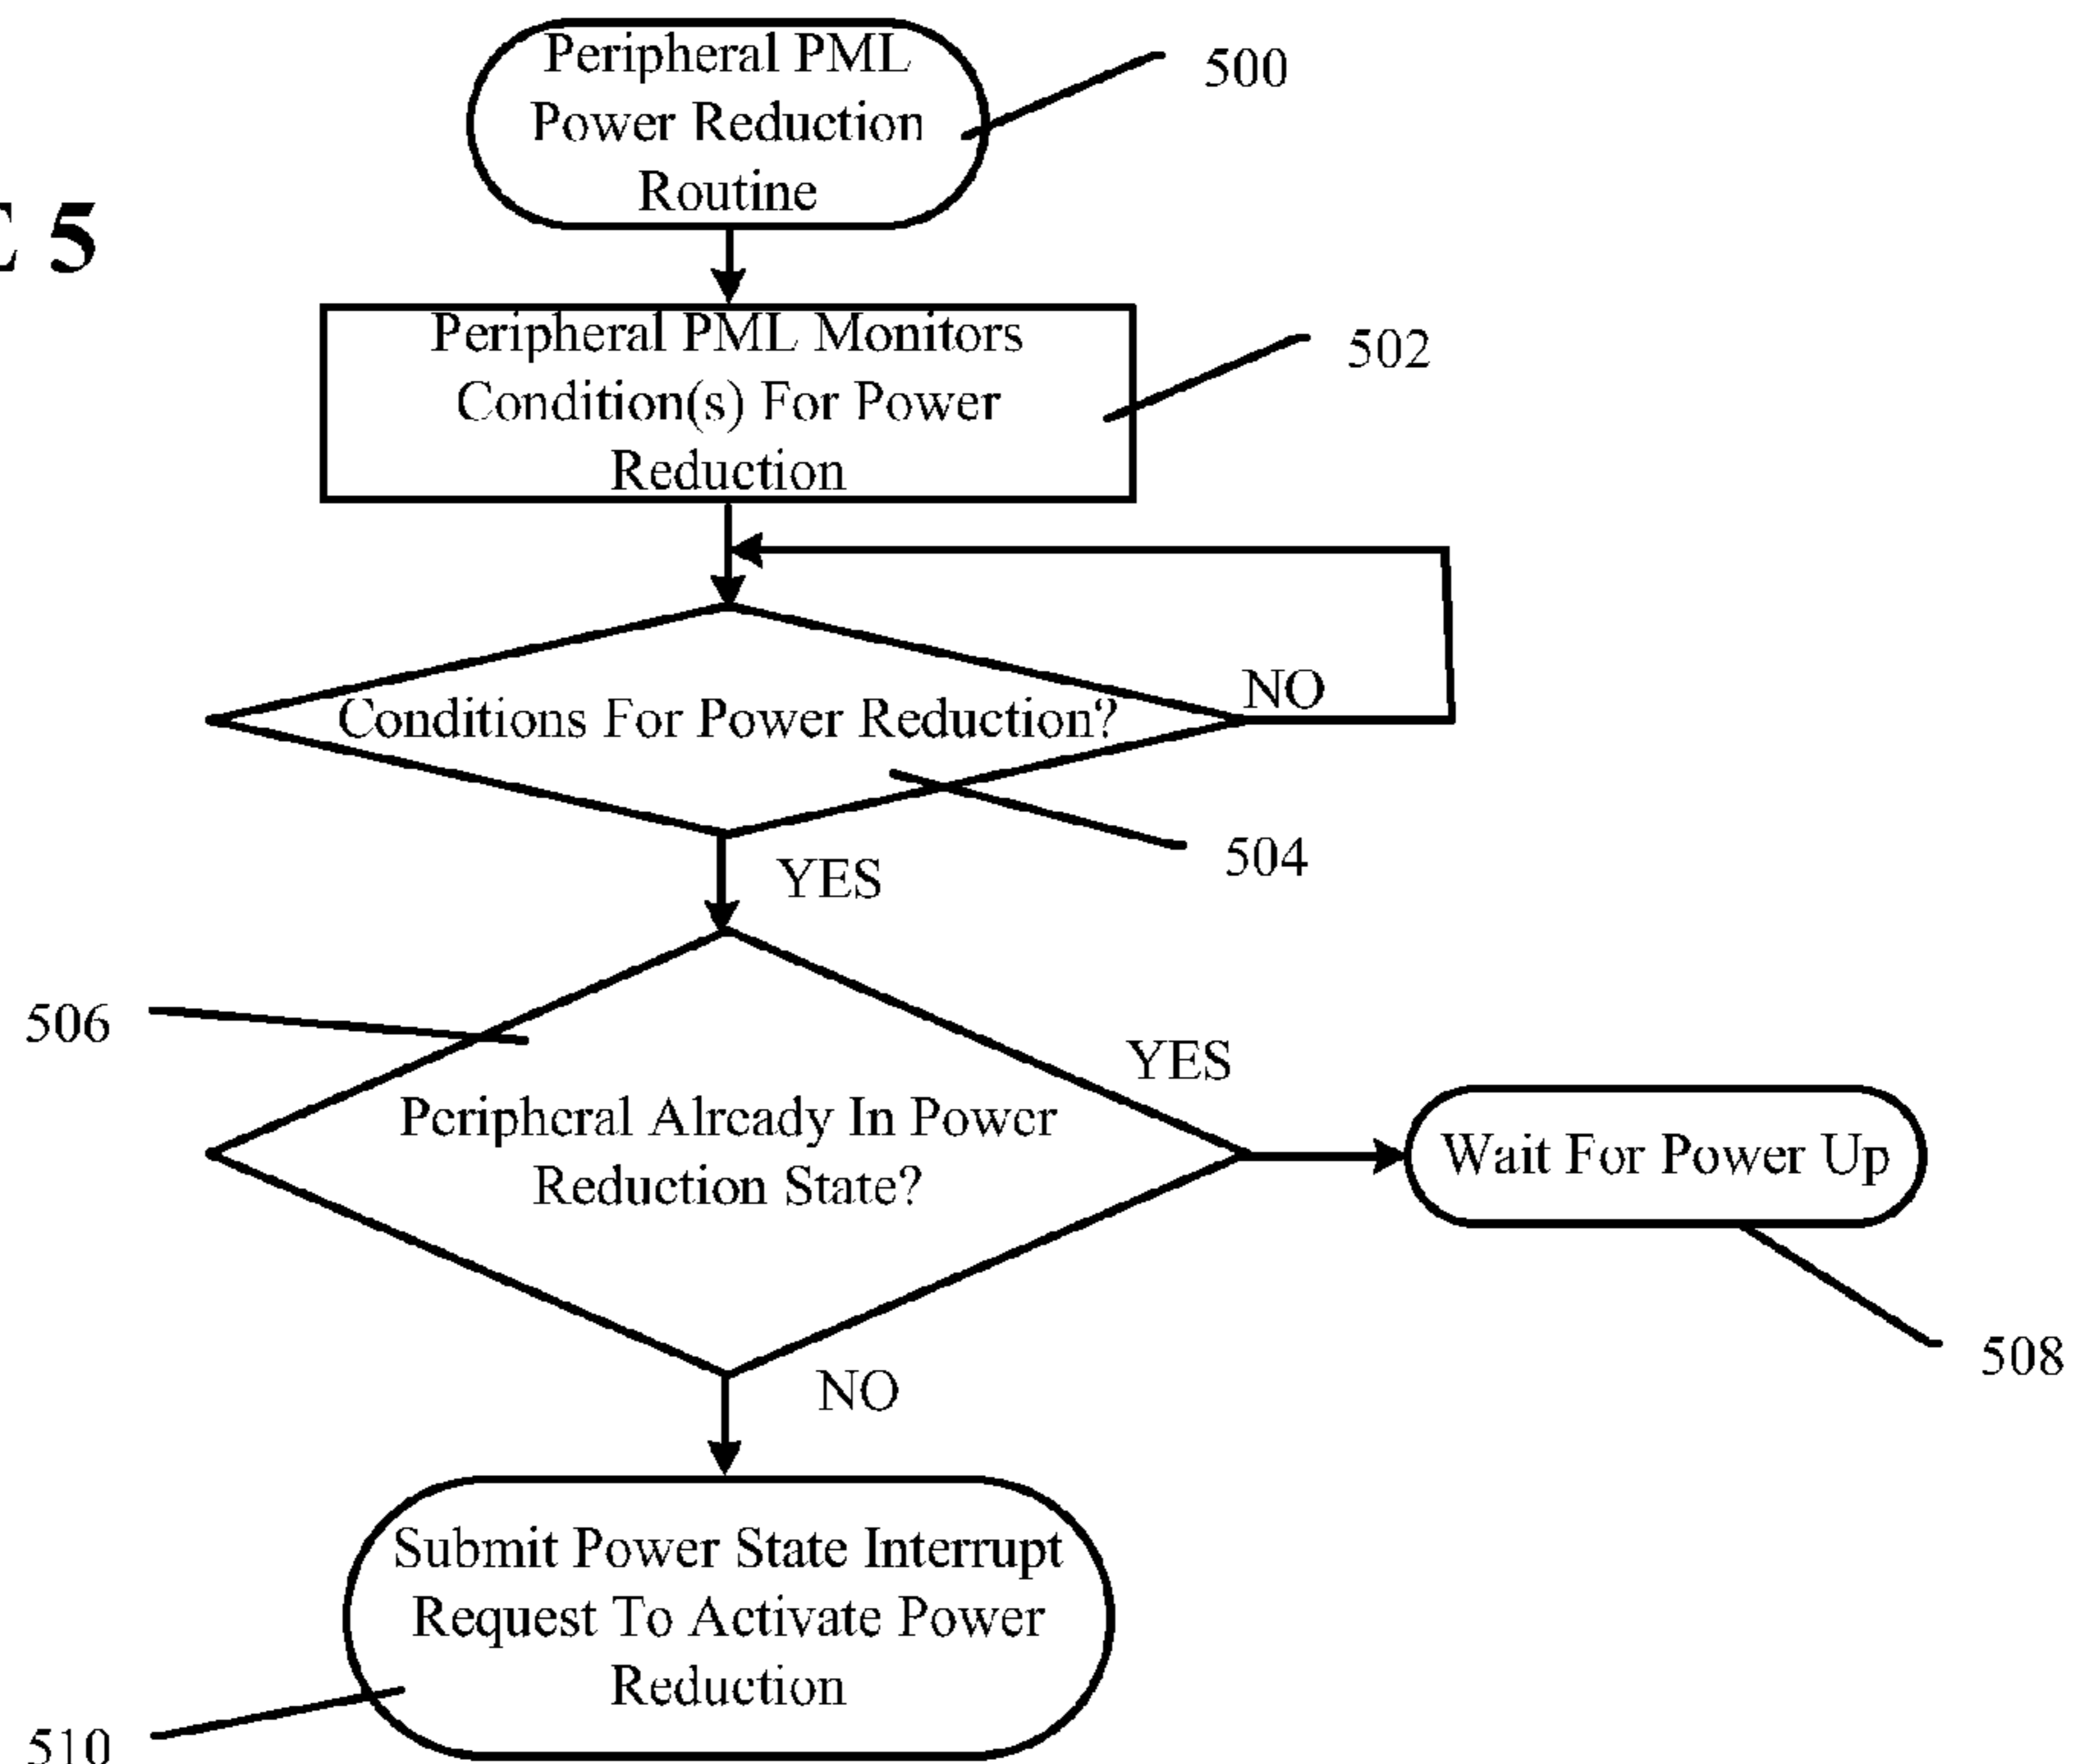 Peripheral PML
Power Reduction
Routine
500
5
Peripheral PML Monitors
Condition(s) For Power
Reduction
502
NO
Conditions For Power Reduction?
504
YES
506
YES
Peripheral Already In Power
Reduction State?
Wait For Power Up
508
NO
Submit Power State Interrupt
Request To Activate Power
Reduction
510